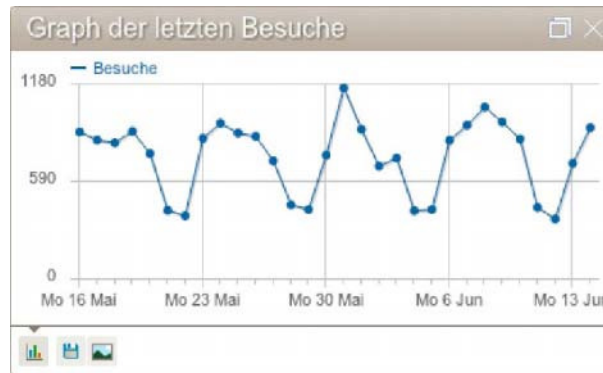 Graph der letzten Besuche
Besuche
1180
590
0
Mo 16 Mai Mo 23 Mai Mo 30 Mai Mo 6 Jun Mo 13 Jun